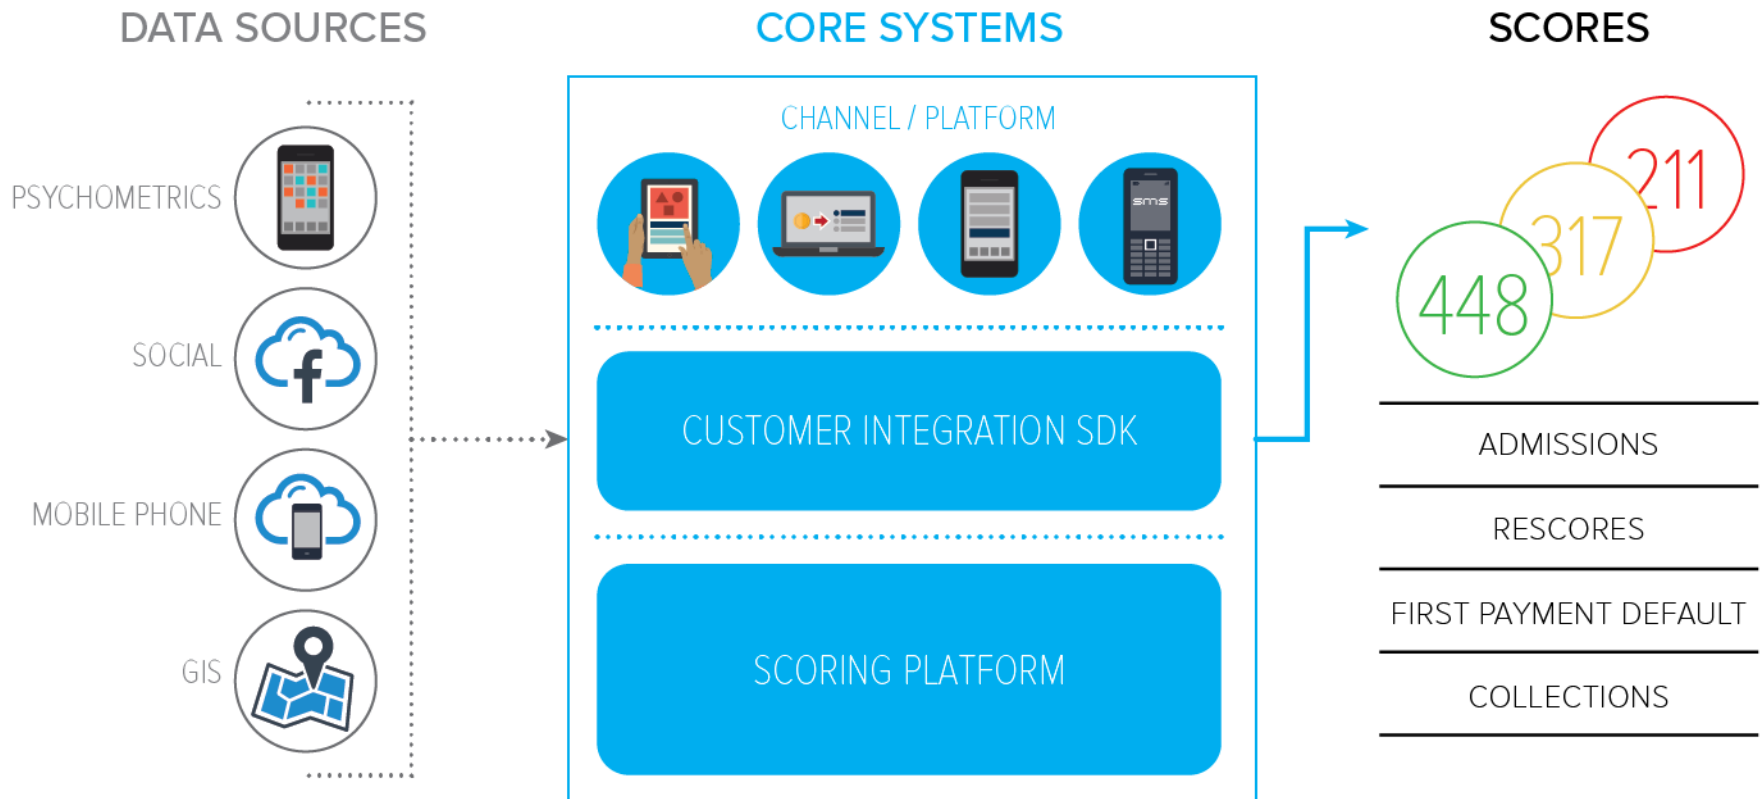 DATA SOURCES
PSYCHOMETRICS
SOCIAL
f
MOBILE PHONE
GIS
CORE SYSTEMS
CHANNEL / PLATFORM
sms
CUSTOMER INTEGRATION SDK
SCORING PLATFORM
SCORES
211
317
448
ADMISSIONS
RESCORES
FIRST PAYMENT DEFAULT
COLLECTIONS